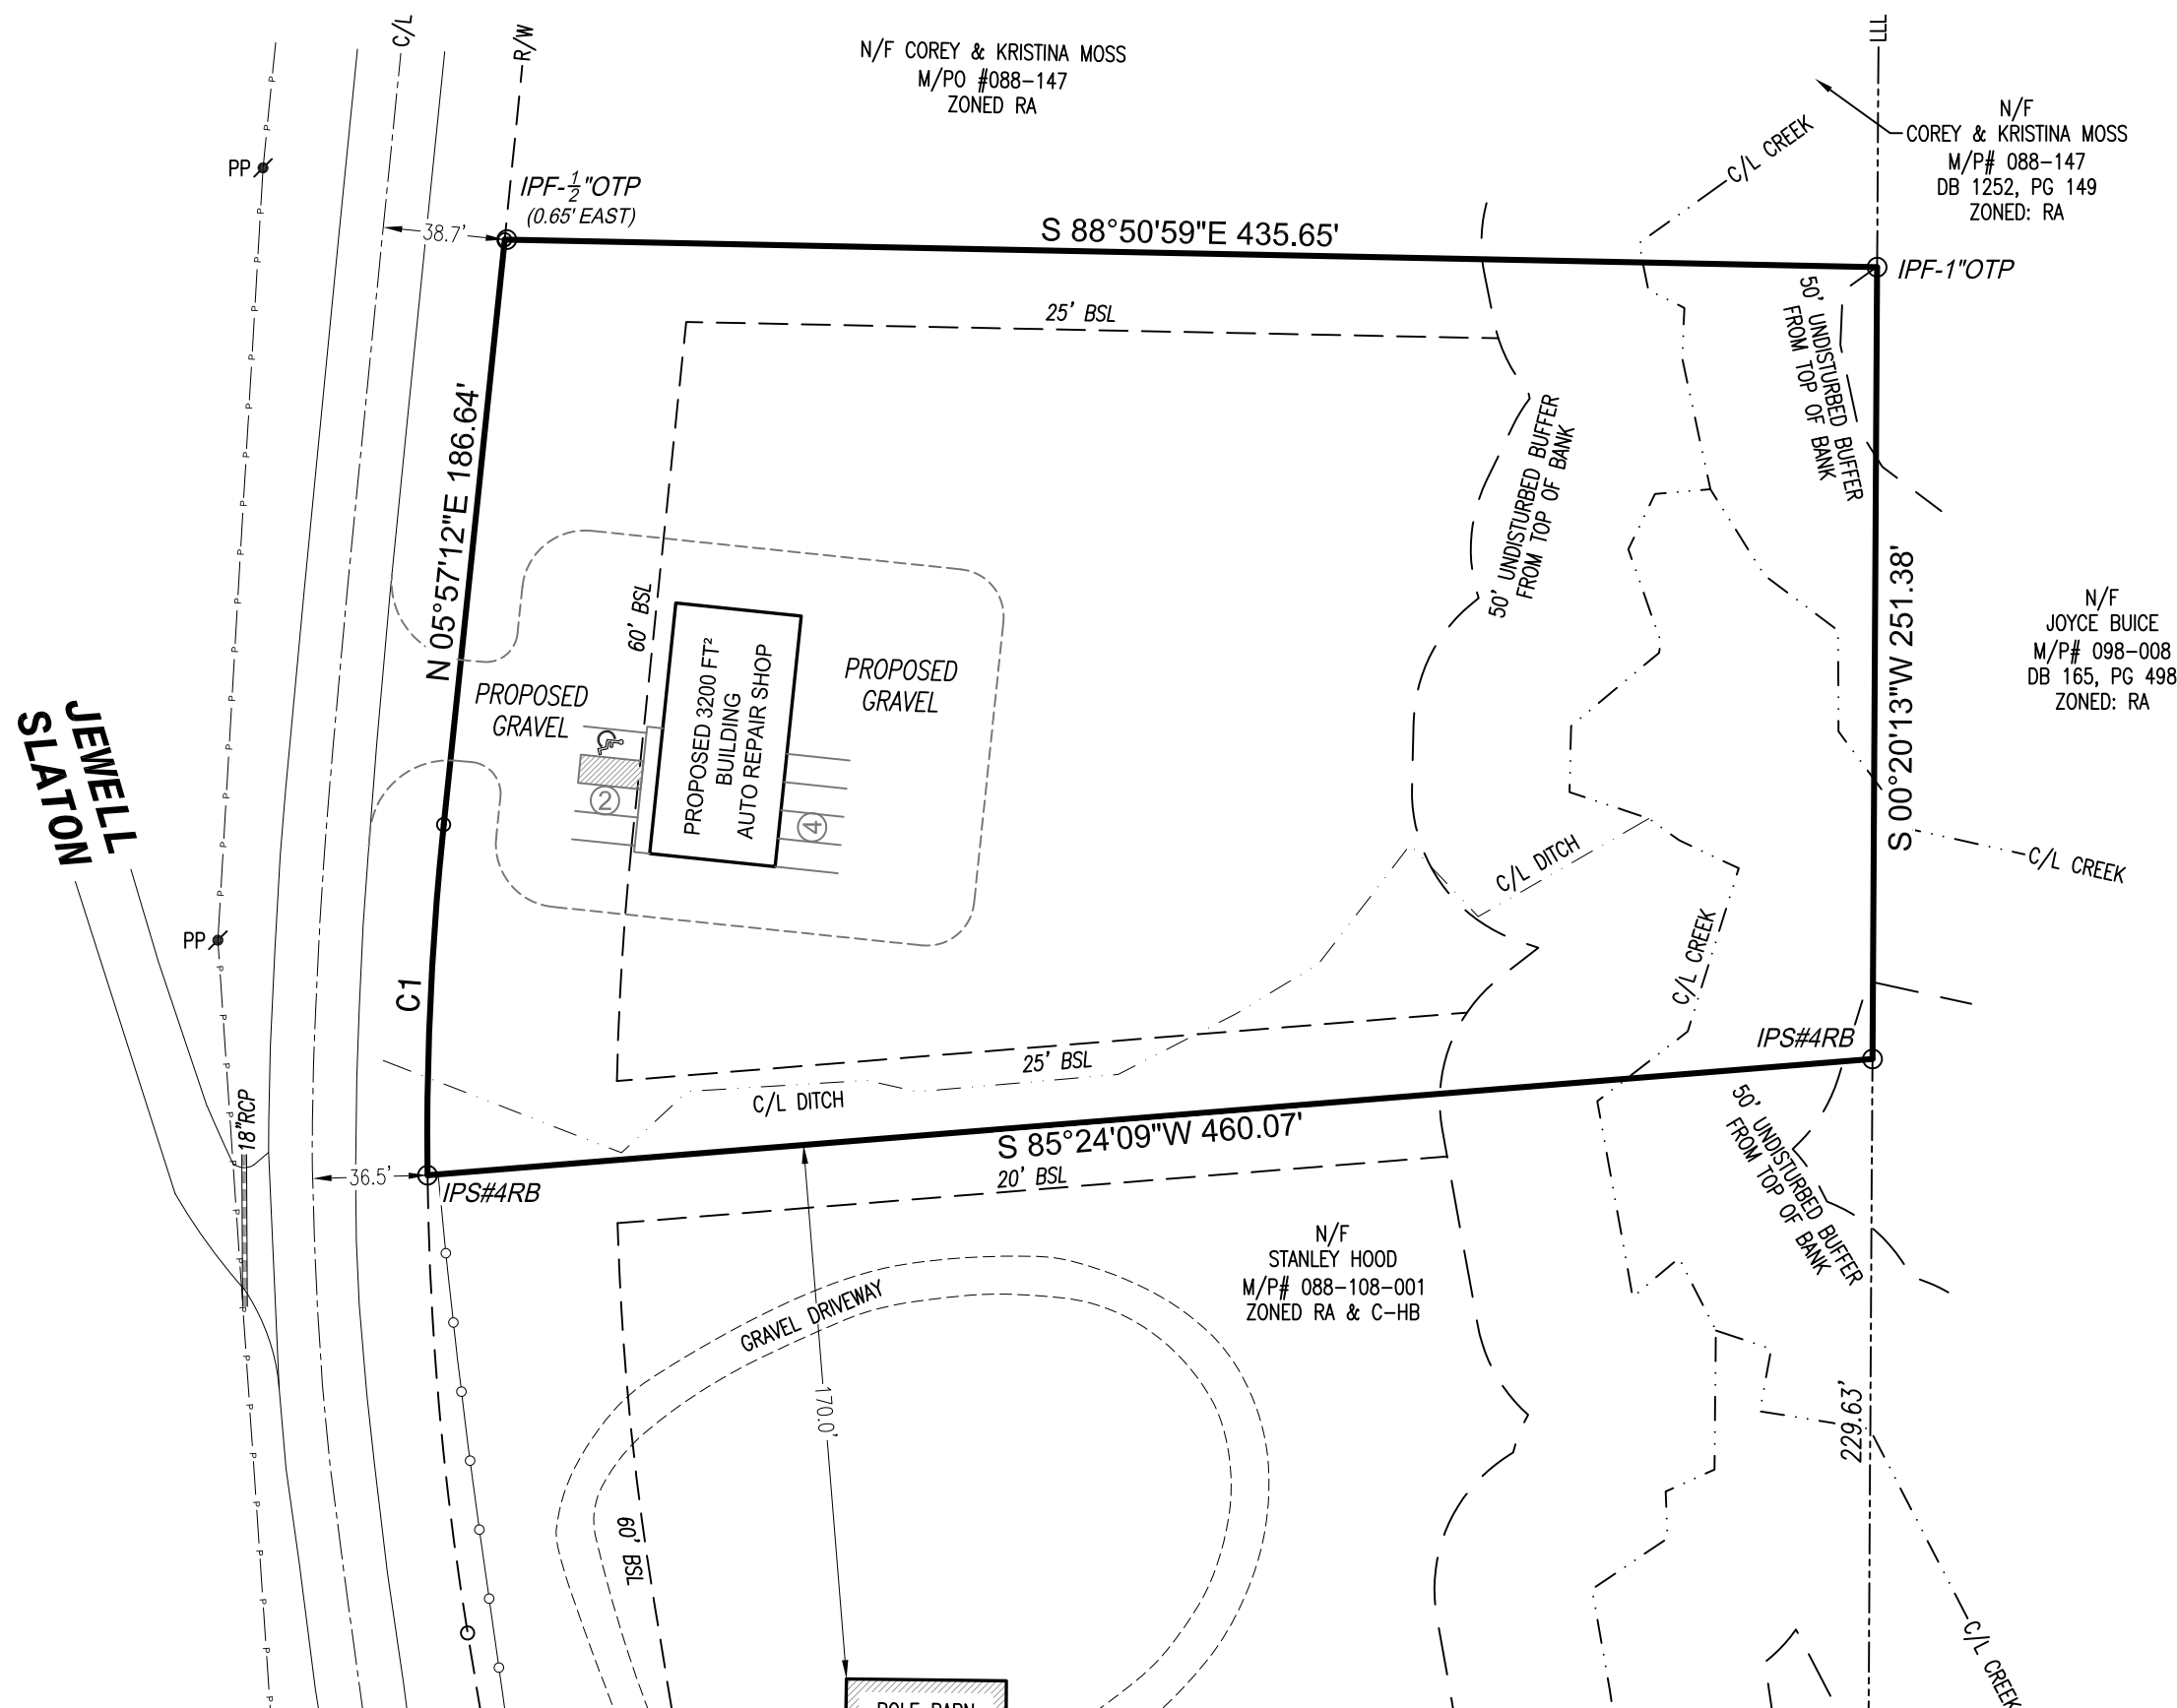 C/L
R/W
N/F COREY & KRISTINA MOSS
M/PO #088-147
ZONED RA
LLL
N/F
COREY & KRISTINA MOSS
M/P# 088-147
DB 1252, PG 149
ZONED: RA
C/L CREEK
PP
IPF-1/2"OTP
(0.65' EAST)
38.7'
S 88°50'59"E 435.65'
IPF-1"OTP
25' BSL
50' UNDISTURBED BUFFER
FROM TOP OF BANK
50' UNDISTURBED BUFFER
FROM TOP OF BANK
N 05°57'12"E 186.64'
60' BSL
S 00°20'13"W 251.38'
N/F
JOYCE BUICE
M/P# 098-008
DB 165, PG 498
ZONED: RA
PROPOSED
GRAVEL
PROPOSED 3200 FT²
BUILDING
AUTO REPAIR SHOP
PROPOSED
GRAVEL
2
4
JEWELL
SLATON
C/L DITCH
C/L CREEK
PP
C1
C/L CREEK
IPS#4RB
25' BSL
C/L DITCH
18"RCP
S 85°24'09"W 460.07'
36.5'
IPS#4RB
20' BSL
50' UNDISTURBED BUFFER
FROM TOP OF BANK
N/F
STANLEY HOOD
M/P# 088-108-001
ZONED RA & C-HB
GRAVEL DRIVEWAY
170.0'
229.63'
60' BSL
C/L CREEK
POLE BARN
P P P P P P P P P P P P P P P P P P P P P P P P P P P P P P